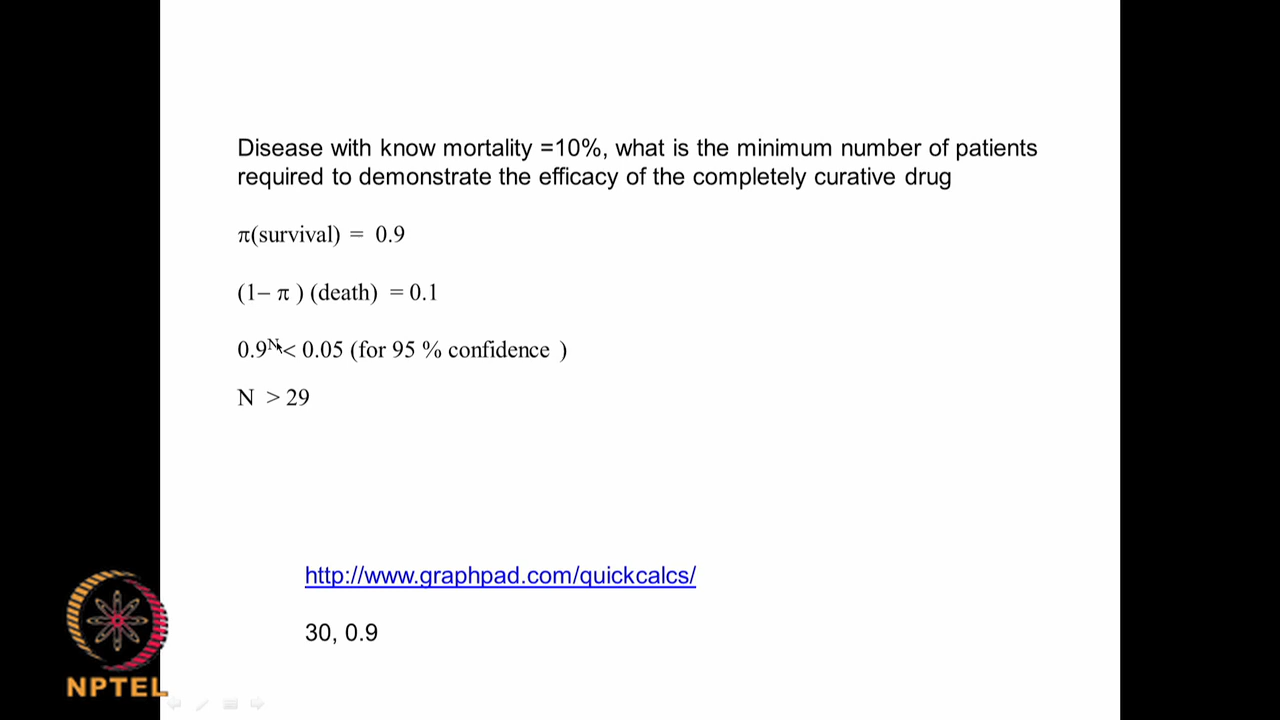 Disease with know mortality =10%, what is the minimum number of patients
required to demonstrate the efficacy of the completely curative drug
π(survival) = 0.9
(1– π ) (death) = 0.1
0.9ᴺ < 0.05 (for 95 % confidence )
N > 29
http://www.graphpad.com/quickcalcs/
30, 0.9
NPTEL